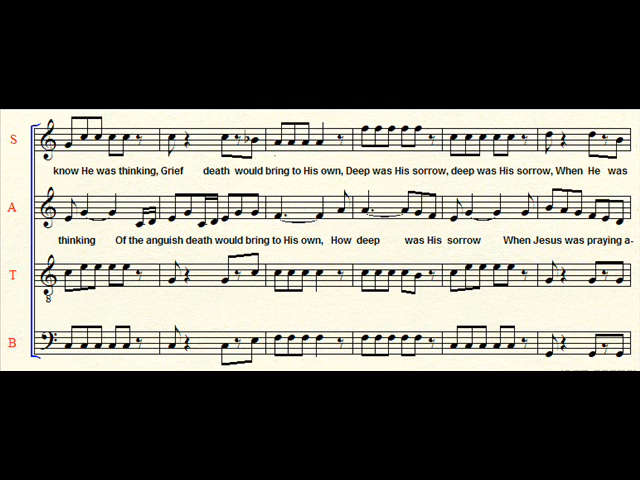 S
know He was thinking, Grief death would bring to His own, Deep was His sorrow, deep was His sorrow, When He was
A
thinking Of the anguish death would bring to His own, How deep was His sorrow When Jesus was praying a-
T
8
B